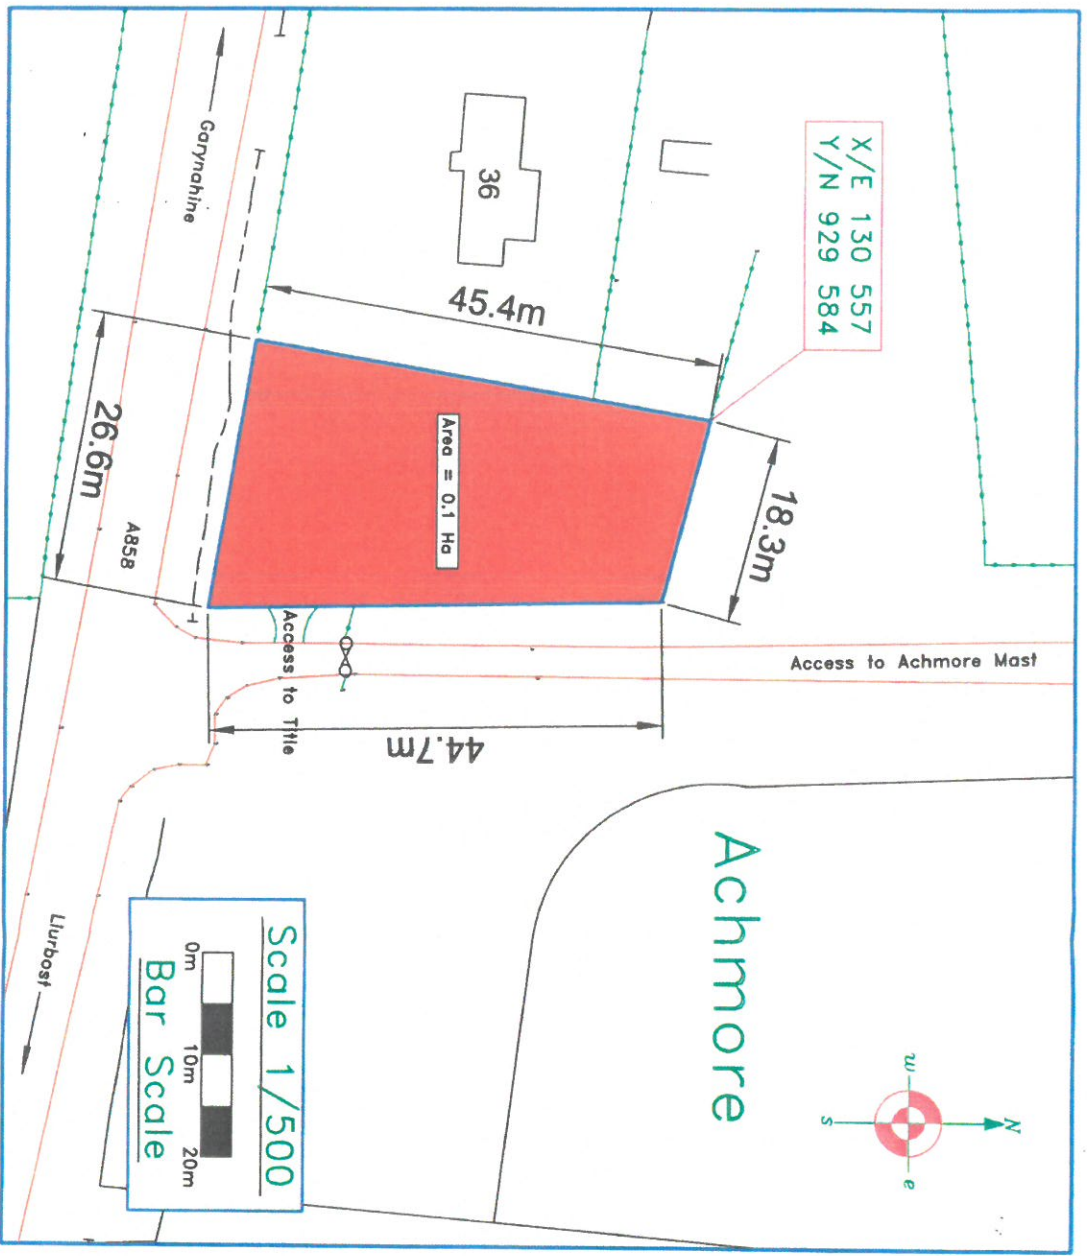 X/E 130 557
Y/N 929 584
N
w
e
s
Achmore
18.3m
Access to Achmore Mast
36
45.4m
Area = 0.1 Ha
44.7m
Access to Title
Garynahine
26.6m
A858
Liurbost
Scale 1/500
0m 10m 20m
Bar Scale